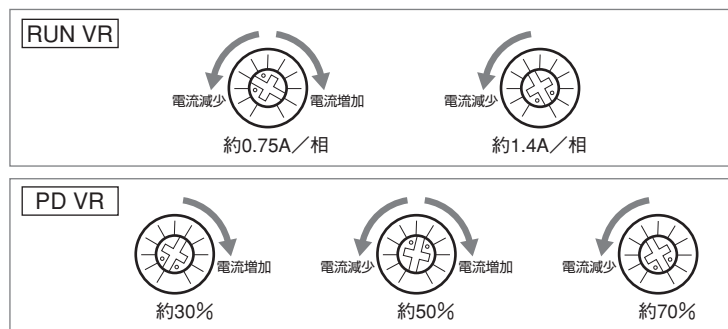 RUN VR
電流減少 電流増加 電流減少
約0.75A／相 約1.4A／相
PD VR
電流増加 電流減少 電流増加 電流減少
約30% 約50% 約70%